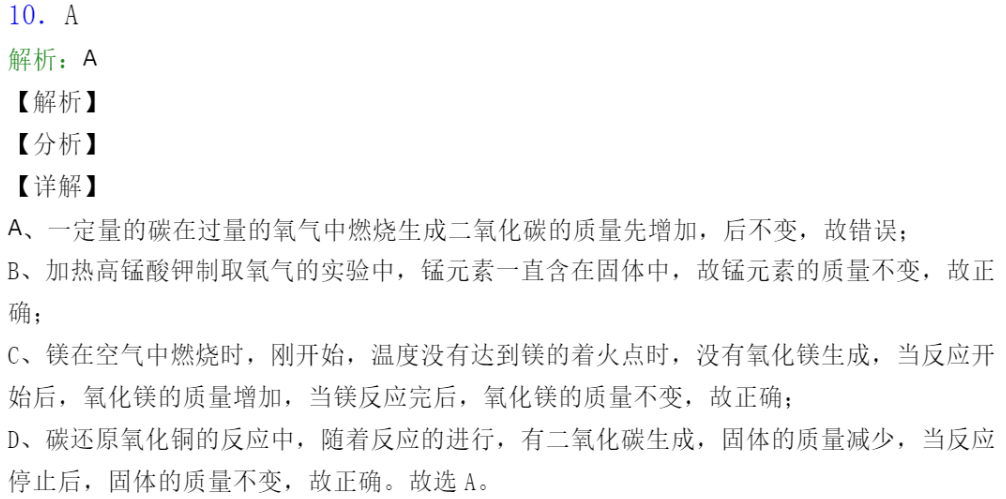 10. A
解析：A
【解析】
【分析】
【详解】
A、一定量的碳在过量的氧气中燃烧生成二氧化碳的质量先增加，后不变，故错误；
B、加热高锰酸钾制取氧气的实验中，锰元素一直含在固体中，故锰元素的质量不变，故正
确；
C、镁在空气中燃烧时，刚开始，温度没有达到镁的着火点时，没有氧化镁生成，当反应开
始后，氧化镁的质量增加，当镁反应完后，氧化镁的质量不变，故正确；
D、碳还原氧化铜的反应中，随着反应的进行，有二氧化碳生成，固体的质量减少，当反应
停止后，固体的质量不变，故正确。故选 A。